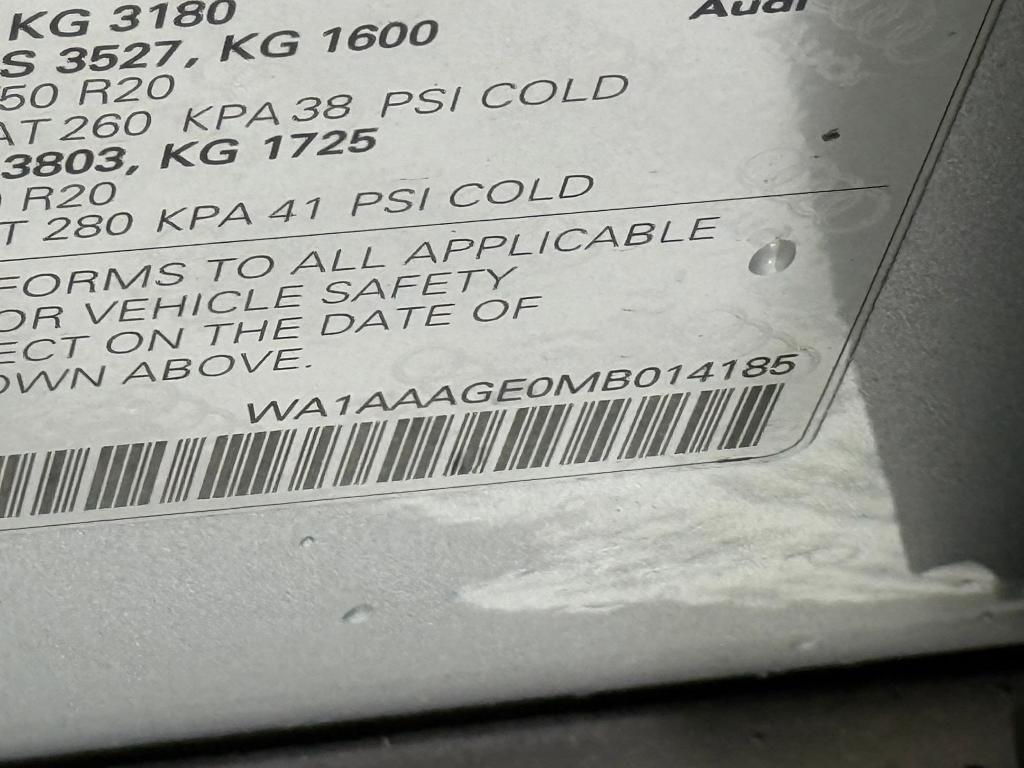 KG 3180
Audi
S 3527, KG 1600
50 R20
AT 260 KPA 38 PSI COLD
3803, KG 1725
R20
T 280 KPA 41 PSI COLD
FORMS TO ALL APPLICABLE
OR VEHICLE SAFETY
ECT ON THE DATE OF
OWN ABOVE.
WA1AAAGE0MB014185